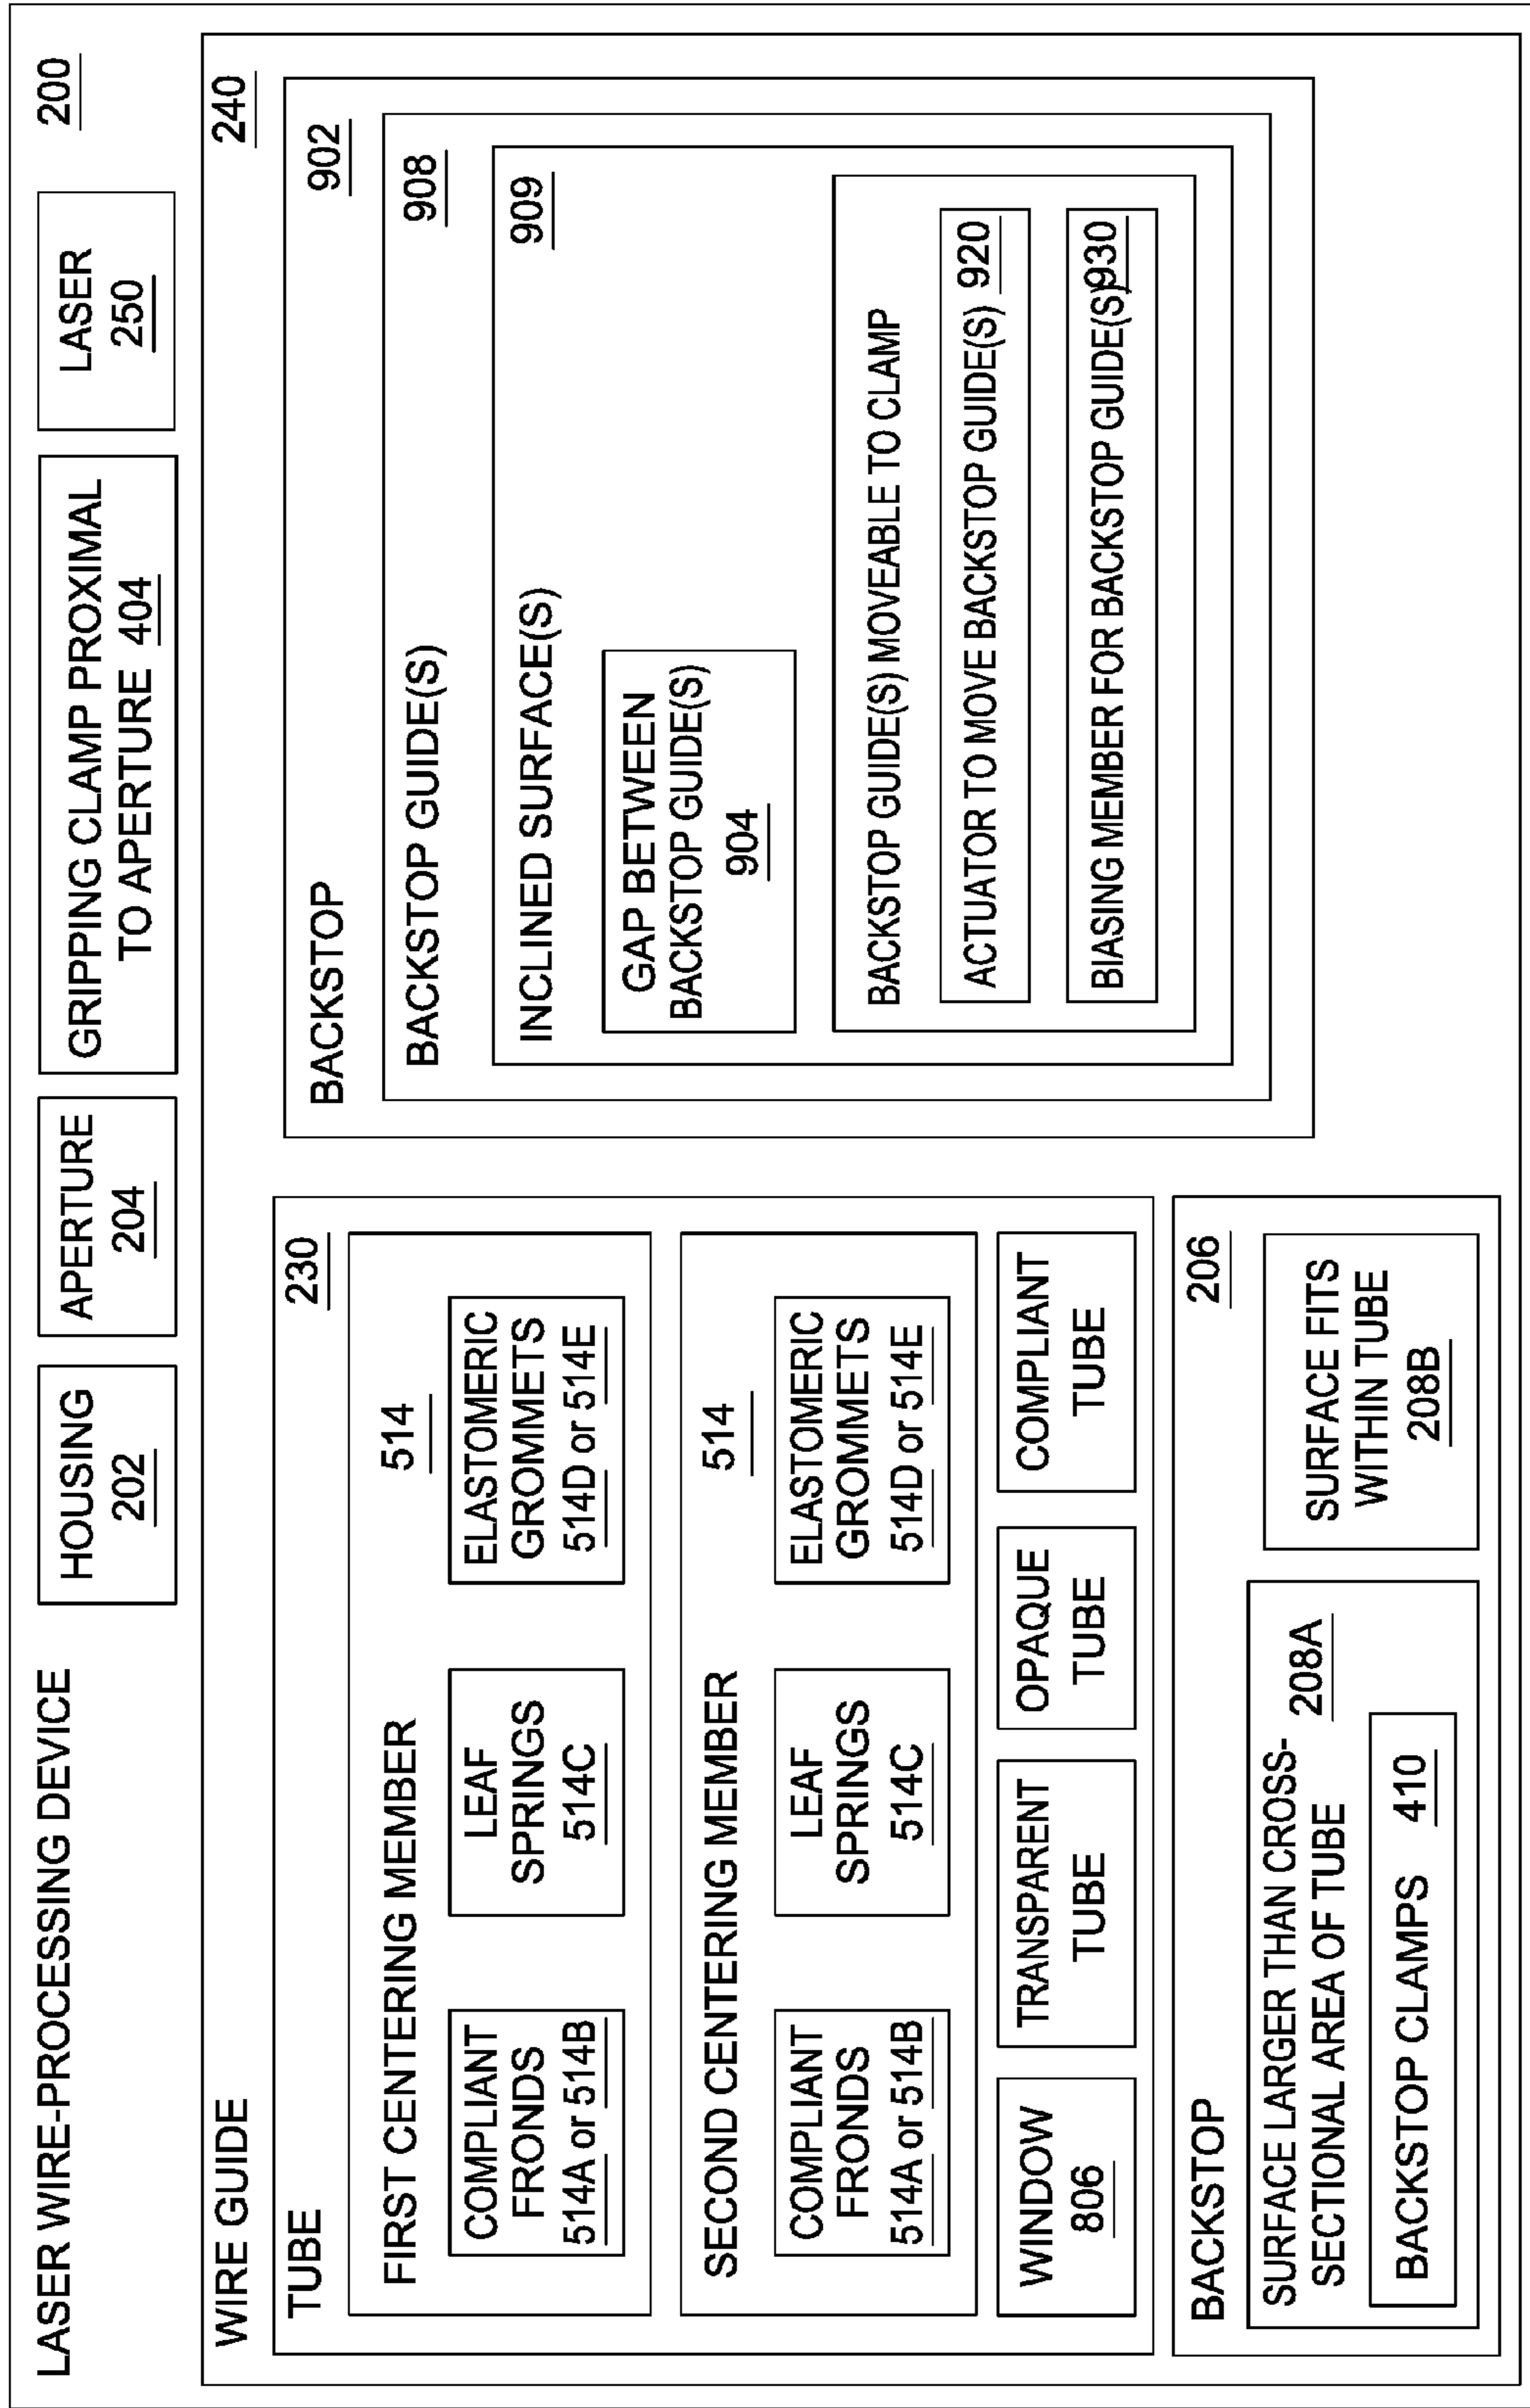 LASER WIRE-PROCESSING DEVICE
200
HOUSING
202
APERTURE
204
GRIPPING CLAMP PROXIMAL
TO APERTURE 404
LASER
250
WIRE GUIDE
240
TUBE
230
FIRST CENTERING MEMBER
514
COMPLIANT
FRONDS
514A or 514B
LEAF
SPRINGS
514C
ELASTOMERIC
GROMMETS
514D or 514E
SECOND CENTERING MEMBER
514
COMPLIANT
FRONDS
514A or 514B
LEAF
SPRINGS
514C
ELASTOMERIC
GROMMETS
514D or 514E
WINDOW
806
TRANSPARENT
TUBE
OPAQUE
TUBE
COMPLIANT
TUBE
BACKSTOP
206
SURFACE LARGER THAN CROSS-
SECTIONAL AREA OF TUBE
208A
BACKSTOP CLAMPS 410
SURFACE FITS
WITHIN TUBE
208B
BACKSTOP
902
BACKSTOP GUIDE(S)
908
INCLINED SURFACE(S)
909
GAP BETWEEN
BACKSTOP GUIDE(S)
904
BACKSTOP GUIDE(S) MOVEABLE TO CLAMP
ACTUATOR TO MOVE BACKSTOP GUIDE(S) 920
BIASING MEMBER FOR BACKSTOP GUIDE(S) 930